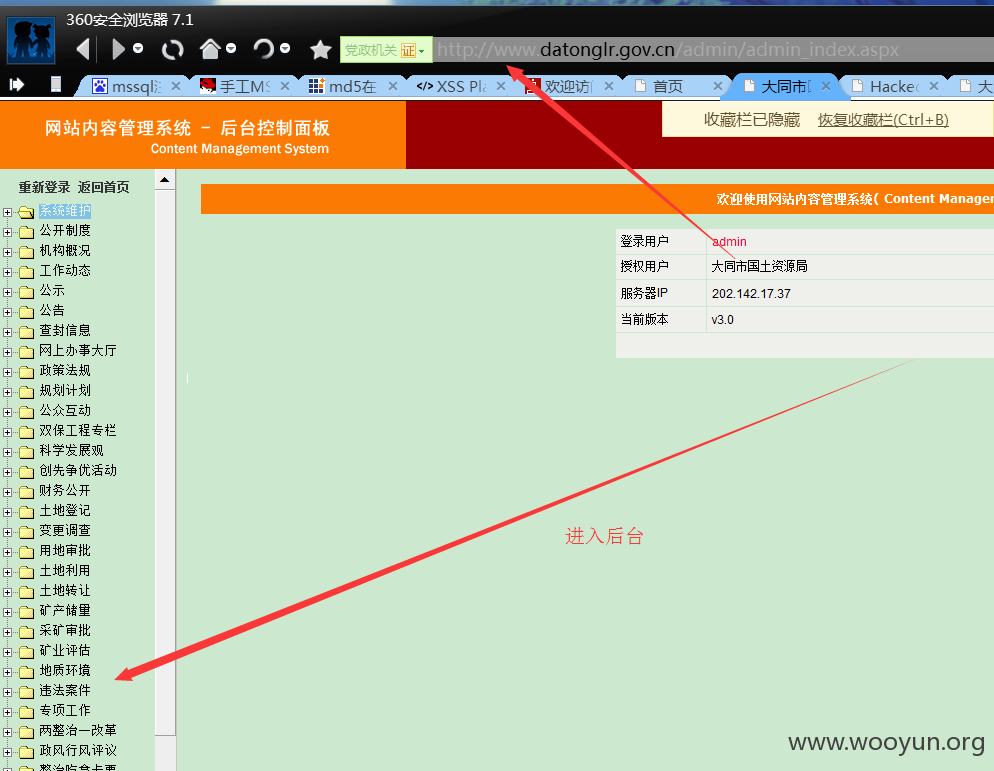 360安全浏览器 7.1
党政机关 证 http://www.datonglr.gov.cn/admin/admin_index.aspx
mssql 手工MS md5在 </> XSS Pla 欢迎访 首页 大同市 Hacke 大
网站内容管理系统 - 后台控制面板
Content Management System
收藏栏已隐藏 恢复收藏栏(Ctrl+B)
重新登录 返回首页
欢迎使用网站内容管理系统( Content Manager
系统维护
公开制度
机构概况
工作动态
公示
公告
查封信息
网上办事大厅
政策法规
规划计划
公众互动
双保工程专栏
科学发展观
创先争优活动
财务公开
土地登记
变更调查
用地审批
土地利用
土地转让
矿产储量
采矿审批
矿业评估
地质环境
违法案件
专项工作
两整治一改革
政风行风评议
登录用户 admin
授权用户 大同市国土资源局
服务器IP 202.142.17.37
当前版本 v3.0
进入后台
www.wooyun.org